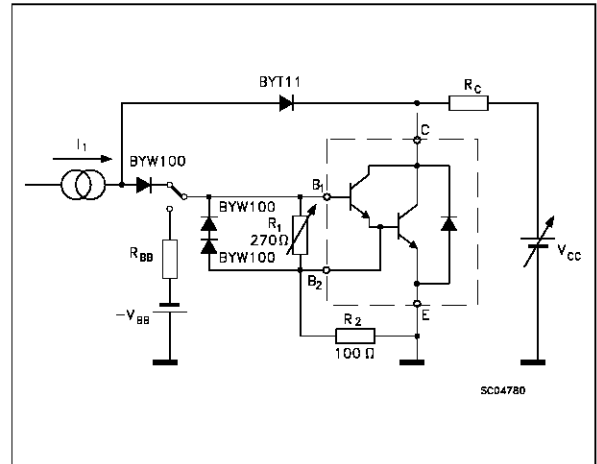 BYT11
R_C
I_1
BYW100
C
B_1
BYW100
R_1
270Ω
R_BB
BYW100
B_2
V_CC
-V_BB
E
R_2
100 Ω
SC04780